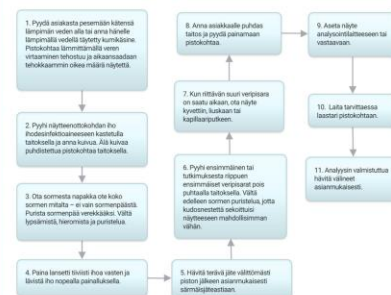 1. Pyydä asiakasta pesemään kätensä
lämpimän veden alla tai anna hänelle
lämpimällä vedellä täytetty kumikäsine.
Pistokohtaa lämmittämällä veren
virtaaminen tehostuu ja aikaansaadaan
tehokkaammin oikea määrä näytettä.
2. Pyyhi näytteenottokohdan iho
ihodesinfektioaineeseen kastetulla
taitoksella ja anna kuivua. Älä kuivaa
puhdistettua pistokohtaa taitoksella.
3. Ota sormesta napakka ote koko
sormen mitalta – ei vain sormenpäästä.
Purista sormenpää verekkääksi. Vältä
lypsämistä, hieromista ja puristelua.
4. Paina lansetti tiiviisti ihoa vasten ja
lävistä iho nopealla painalluksella.
5. Hävitä terävä jäte välittömästi
piston jälkeen asianmukaisesti
särmäisjäteastiaan.
6. Pyyhi ensimmäinen tai
tutkimuksesta riippuen
ensimmäiset veripisarat pois
puhtaalla taitoksella. Vältä
edelleen sormen puristelua, jotta
kudosnestettä sekoittuisi
näytteeseen mahdollisimman
vähän.
7. Kun riittävän suuri veripisara
on saatu aikaan, ota näyte
kyvettiin, liuskaan tai
kapillaariputkeen.
8. Anna asiakkaalle puhdas
taitos ja pyydä painamaan
pistokohtaa.
9. Aseta näyte
analysointilaitteeseen tai
vastaavaan.
10. Laita tarvittaessa
laastari pistokohtaan.
11. Analyysin valmistuttua
hävitä välineet
asianmukaisesti.